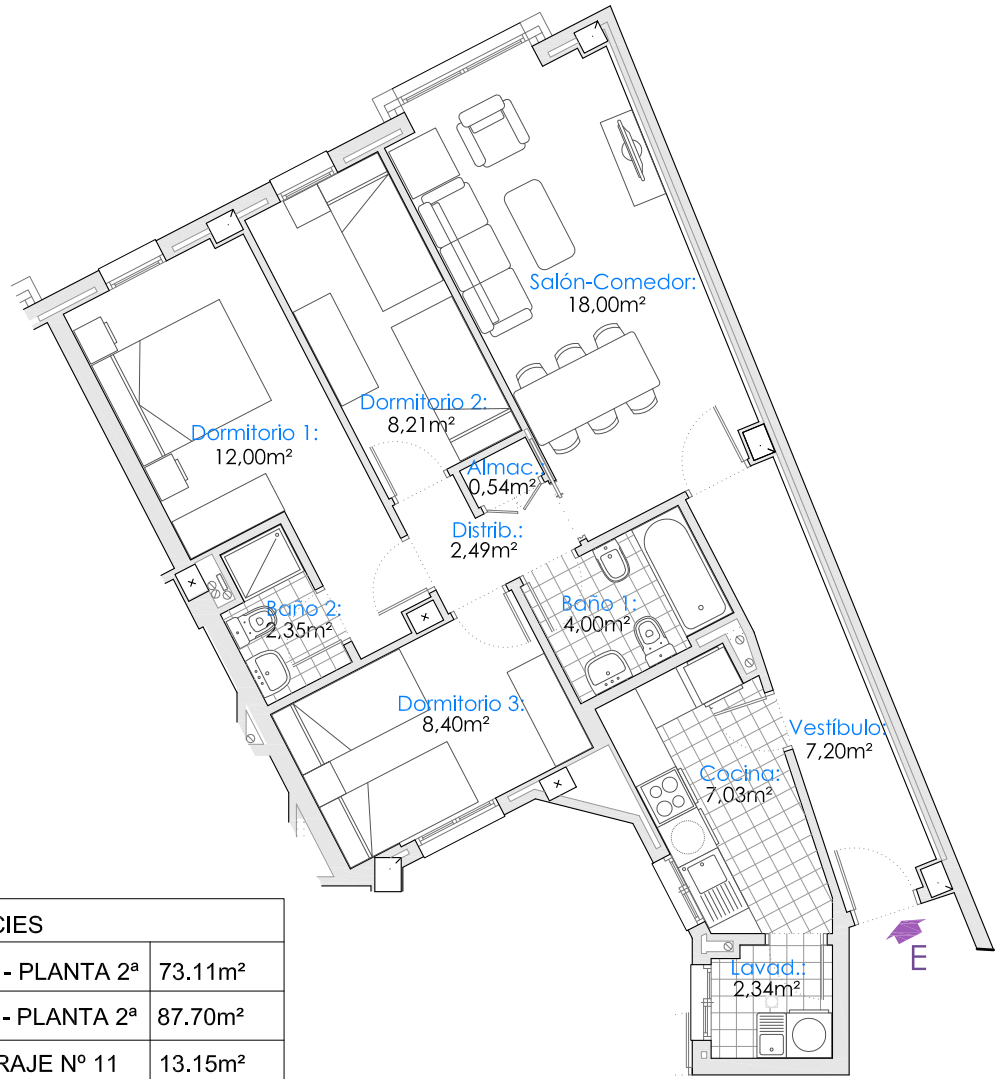 Salón-Comedor:
18,00m²
Dormitorio 2:
8,21m²
Dormitorio 1:
12,00m²
Almac.:
0,54m²
Distrib.:
2,49m²
Baño 2:
2,35m²
Baño 1:
4,00m²
Dormitorio 3:
8,40m²
Vestíbulo:
7,20m²
Cocina:
7,03m²
Lavad.:
2,34m²
E
CIES
- PLANTA 2ª 73.11m²
- PLANTA 2ª 87.70m²
RAJE Nº 11 13.15m²